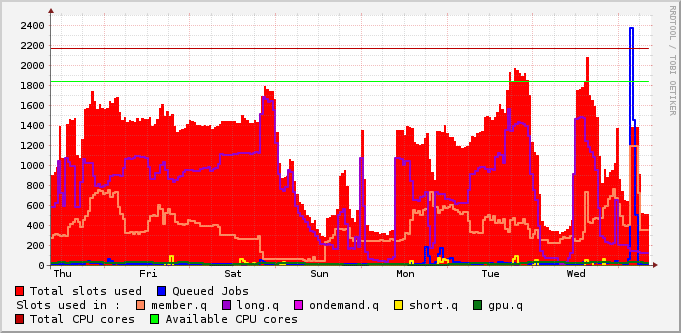 2400
2200
2000
1800
1600
1400
1200
1000
800
600
400
200
0
Thu Fri Sat Sun Mon Tue Wed
RRDTOOL / TOBI OETIKER
Total slots used Queued Jobs
Slots used in : member.q long.q ondemand.q short.q gpu.q
Total CPU cores Available CPU cores